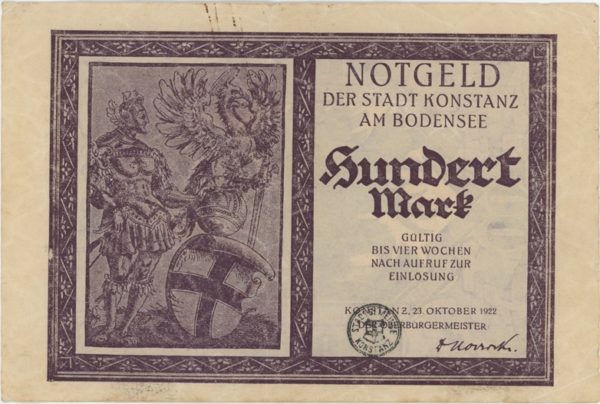 NOTGELD
DER STADT KONSTANZ
AM BODENSEE
Hundert
Mark
GÜLTIG
BIS VIER WOCHEN
NACH AUFRUF ZUR
EINLÖSUNG
KONSTANZ, 23. OKTOBER 1922
DER OBERBÜRGERMEISTER
KONSTANZ